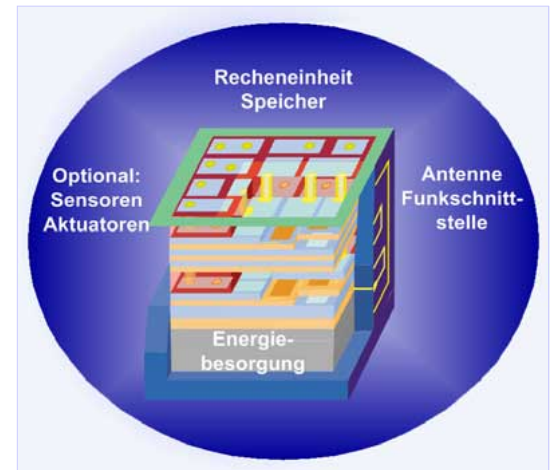 Recheneinheit
Speicher
Optional:
Sensoren
Aktuatoren
Antenne
Funkschnitt-
stelle
Energie-
besorgung